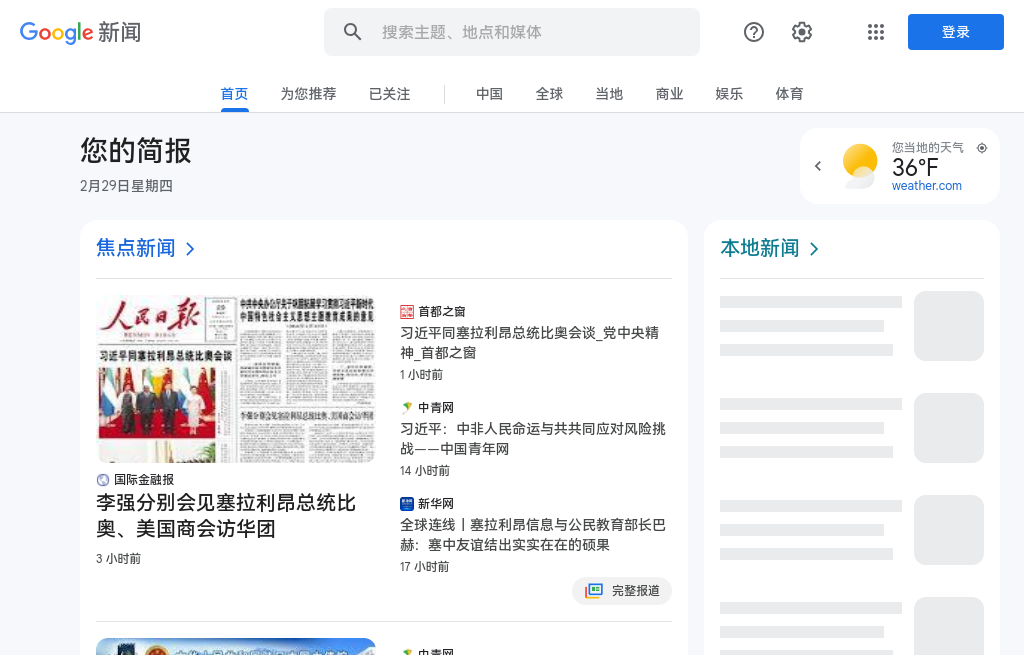 Google 新闻
搜索主题、地点和媒体
登录
首页
为您推荐
已关注
中国
全球
当地
商业
娱乐
体育
您的简报
2月29日星期四
您当地的天气
36°F
weather.com
焦点新闻
人民日报
习近平同塞拉利昂总统比奥会谈
国际金融报
李强分别会见塞拉利昂总统比
奥、美国商会访华团
3 小时前
首都之窗
习近平同塞拉利昂总统比奥会谈_党中央精
神_首都之窗
1 小时前
中青网
习近平：中非人民命运与共共同应对风险挑
战——中国青年网
14 小时前
新华网
全球连线丨塞拉利昂信息与公民教育部长巴
赫：塞中友谊结出实实在在的硕果
17 小时前
完整报道
中青网
本地新闻